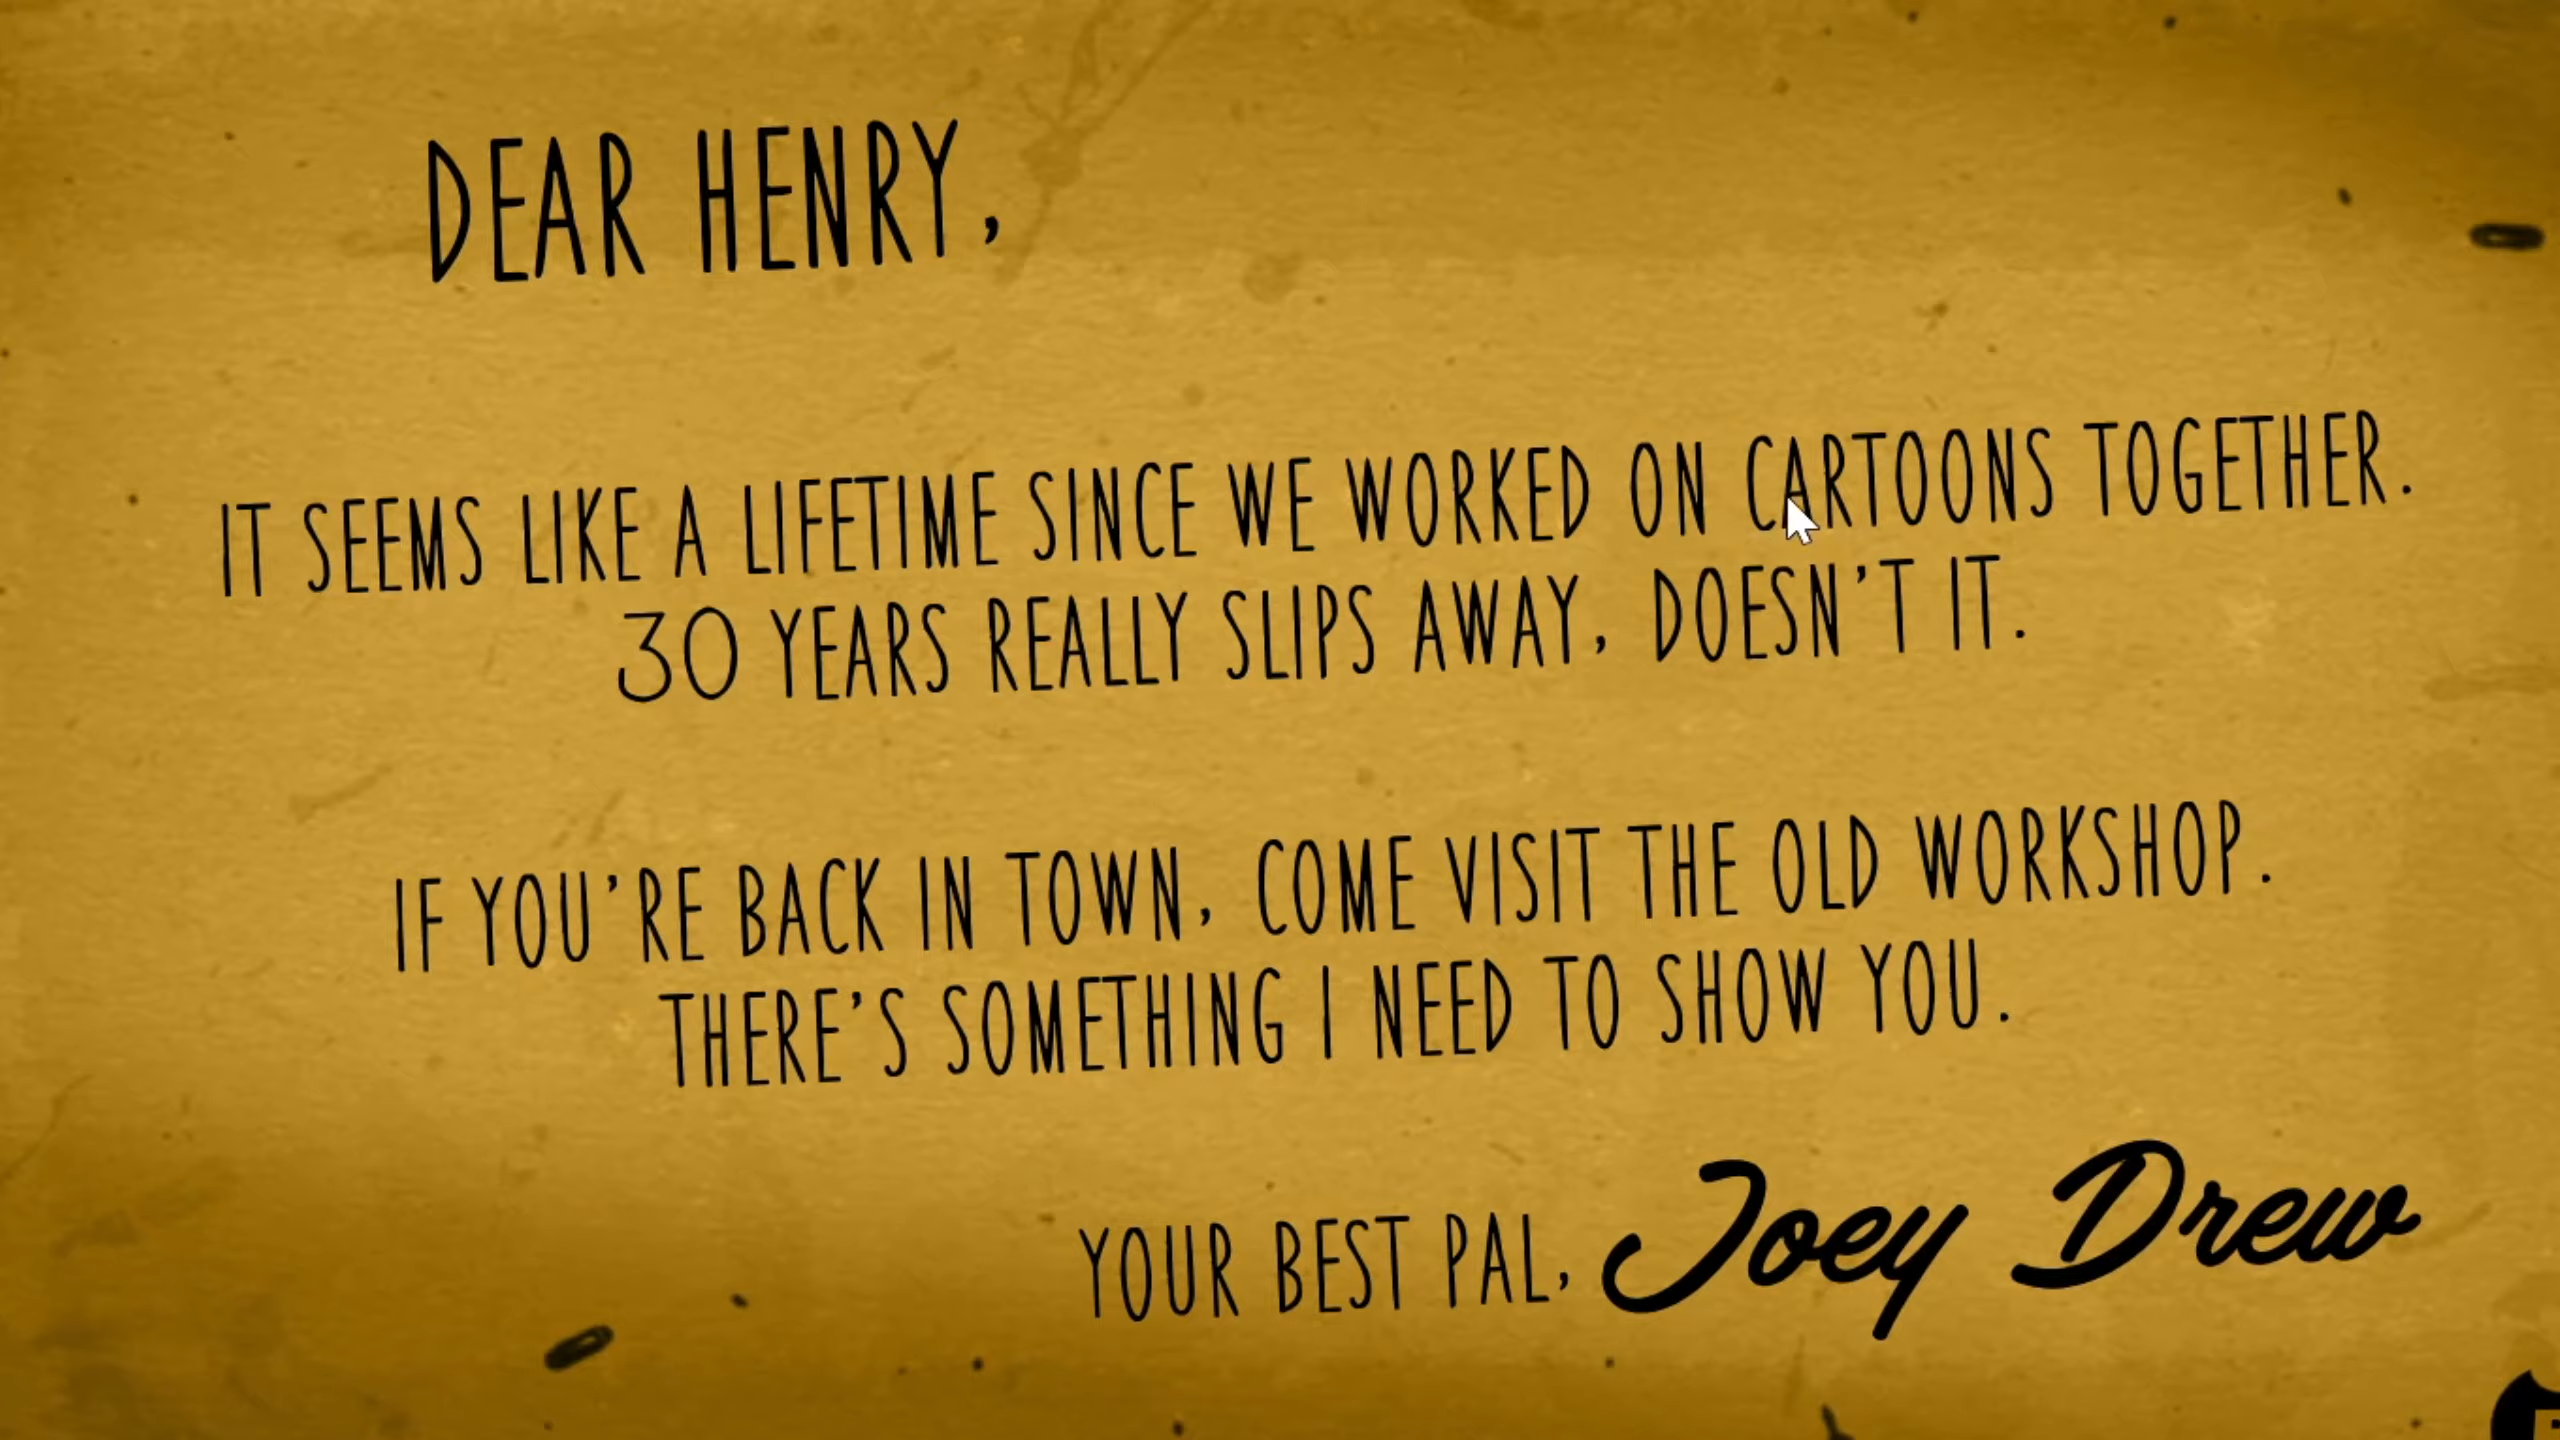 DEAR HENRY,
IT SEEMS LIKE A LIFETIME SINCE WE WORKED ON CARTOONS TOGETHER.
30 YEARS REALLY SLIPS AWAY, DOESN'T IT.
IF YOU'RE BACK IN TOWN, COME VISIT THE OLD WORKSHOP.
THERE'S SOMETHING I NEED TO SHOW YOU.
YOUR BEST PAL, Joey Drew